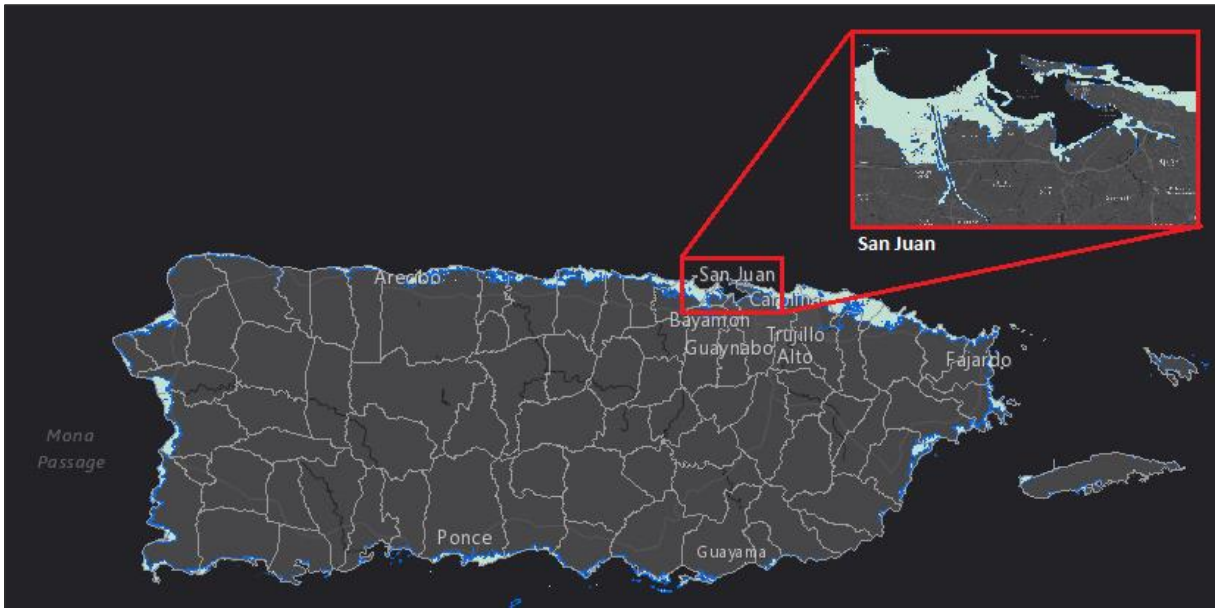 San Juan
Arecibo
-San Juan
Carolina
Bayamon
Guaynabo
Trujillo
Alto
Fajardo
Mona
Passage
Ponce
Guayama